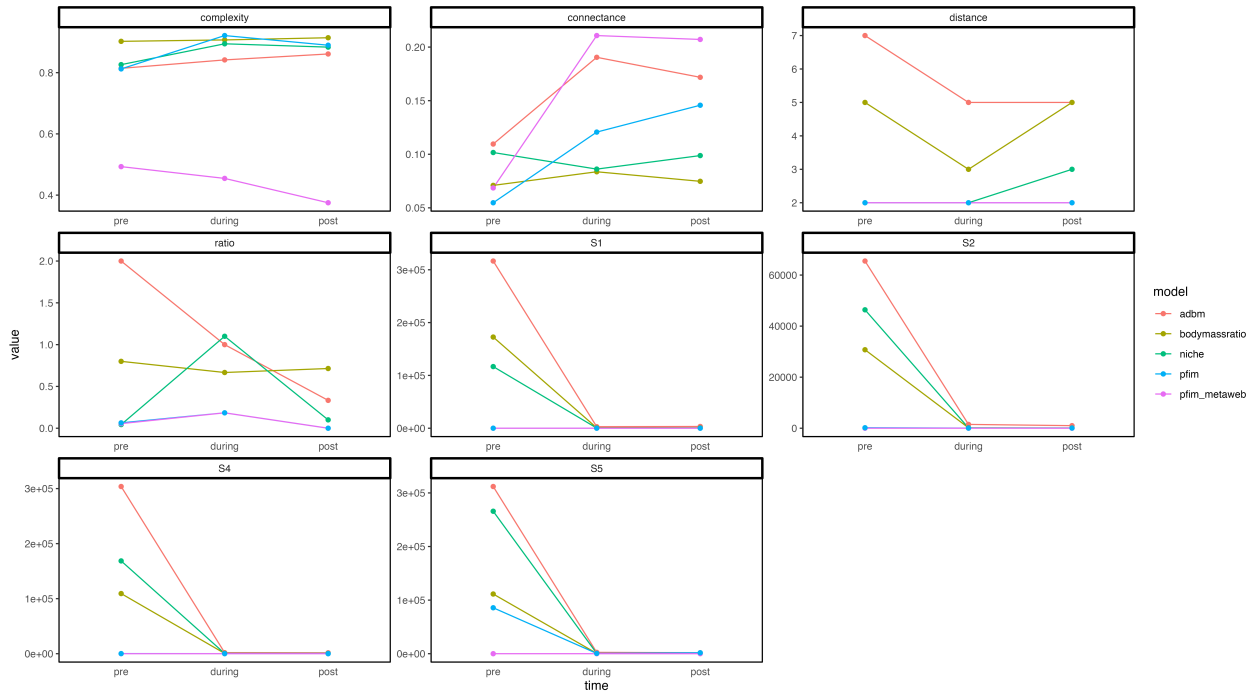 complexity
connectance
distance
0.8
0.6
0.4
0.20
0.15
0.10
0.05
7
6
5
4
3
2
pre
during
post
pre
during
post
pre
during
post
ratio
S1
S2
2.0
1.5
1.0
0.5
0.0
3e+05
2e+05
1e+05
0e+00
60000
40000
20000
0
pre
during
post
pre
during
post
pre
during
post
S4
S5
3e+05
2e+05
1e+05
0e+00
3e+05
2e+05
1e+05
0e+00
pre
during
post
pre
during
post
value
time
model
adbm
bodymassratio
niche
pfim
pfim_metaweb